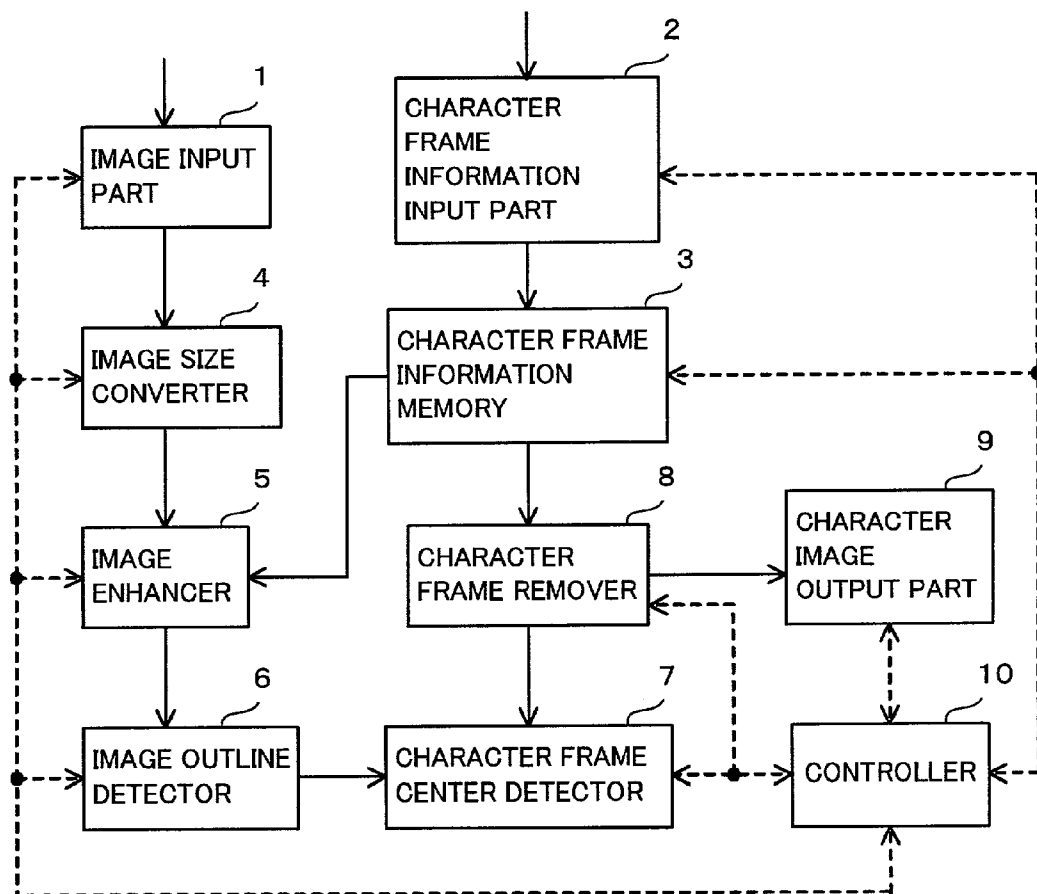 1
IMAGE INPUT
PART
2
CHARACTER
FRAME
INFORMATION
INPUT PART
3
CHARACTER FRAME
INFORMATION
MEMORY
4
IMAGE SIZE
CONVERTER
5
IMAGE
ENHANCER
8
CHARACTER
FRAME REMOVER
9
CHARACTER
IMAGE
OUTPUT PART
6
IMAGE OUTLINE
DETECTOR
7
CHARACTER FRAME
CENTER DETECTOR
10
CONTROLLER